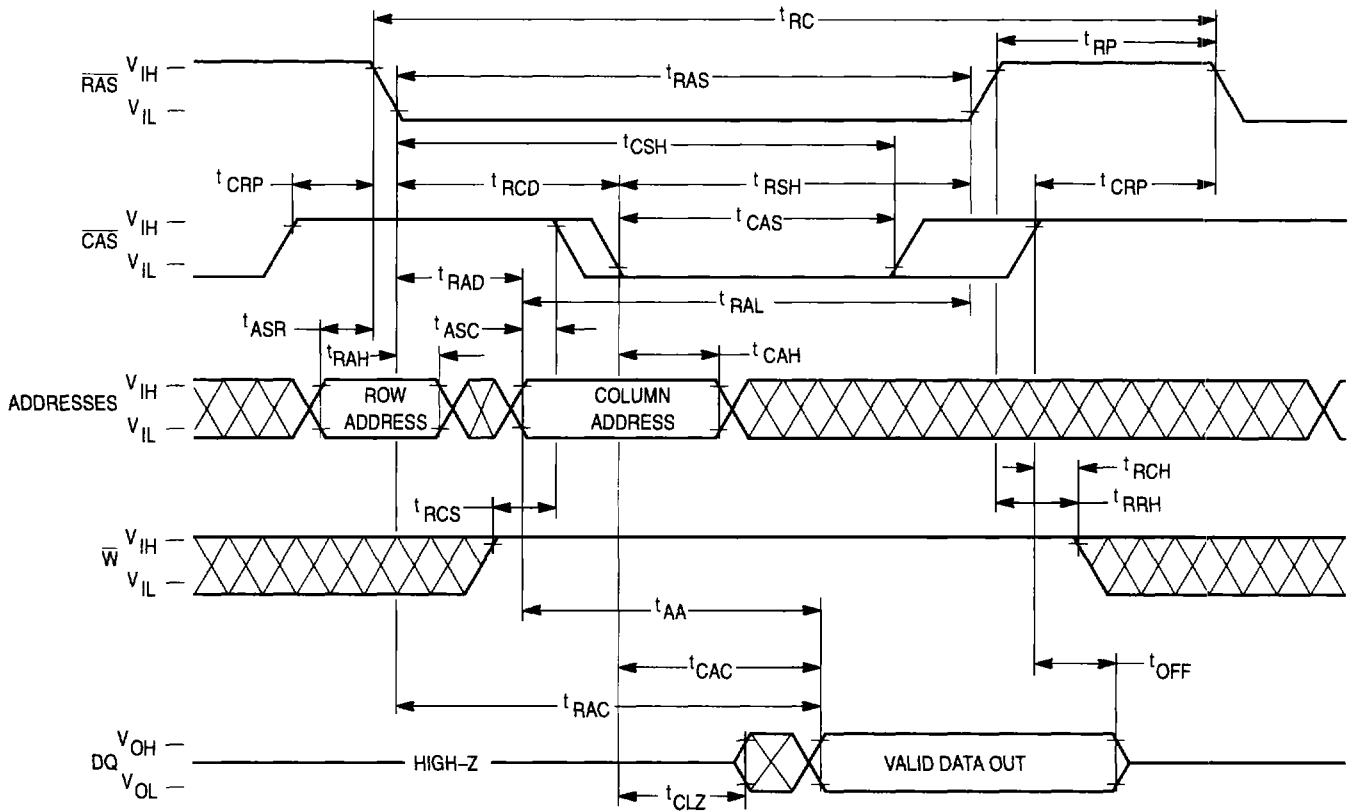 tRC
tRP
RAS
VIH
VIL
tRAS
tCSH
tCRP
tRCD
tRSH
tCRP
CAS
VIH
VIL
tCAS
tRAD
tRAL
tASR
tASC
tRAH
tCAH
ADDRESSES
VIH
VIL
ROW
ADDRESS
COLUMN
ADDRESS
tRCH
tRCS
tRRH
W
VIH
VIL
tAA
tCAC
tOFF
tRAC
DQ
VOH
VOL
HIGH–Z
VALID DATA OUT
tCLZ